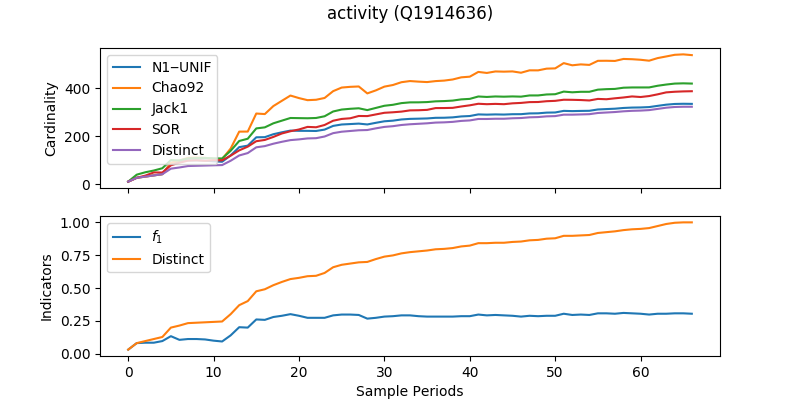 activity (Q1914636)
Cardinality
400
200
0
N1‒UNIF
Chao92
Jack1
SOR
Distinct
Indicators
1.00
0.75
0.50
0.25
0.00
f1
Distinct
0 10 20 30 40 50 60
Sample Periods